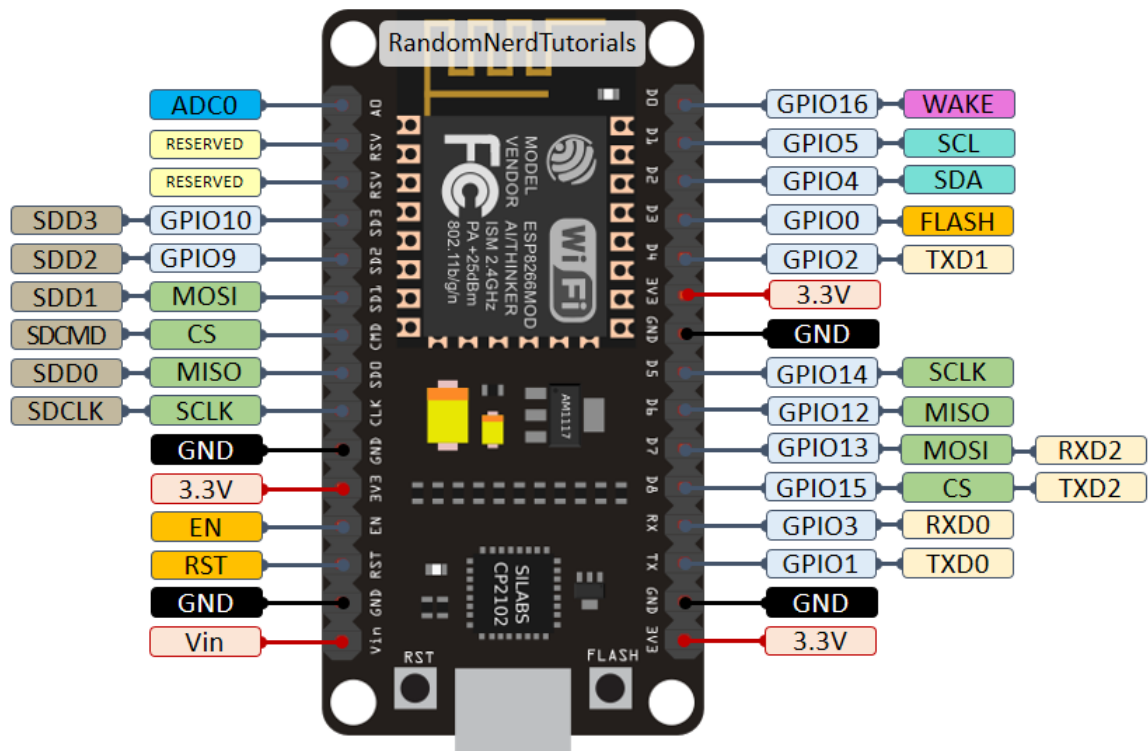 RandomNerdTutorials
ADC0 A0 D0 GPIO16 WAKE
RESERVED RSV D1 GPIO5 SCL
RESERVED RSV D2 GPIO4 SDA
SDD3 GPIO10 SD3 D3 GPIO0 FLASH
SDD2 GPIO9 SD2 D4 GPIO2 TXD1
SDD1 MOSI SD1 3V3 3.3V
SDCMD CS CMD GND GND
SDD0 MISO SD0 D5 GPIO14 SCLK
SDCLK SCLK CLK D6 GPIO12 MISO
GND GND D7 GPIO13 MOSI RXD2
3.3V 3V3 D8 GPIO15 CS TXD2
EN EN RX GPIO3 RXD0
RST RST TX GPIO1 TXD0
GND GND GND GND
Vin Vin 3V3 3.3V
MODEL
VENDOR
FC
ESP8266MOD
AI/THINKER
ISM 2.4GHz
PA +25dBm
802.11b/g/n
Wi Fi
AM1117
SILABS
CP2102
RST
FLASH